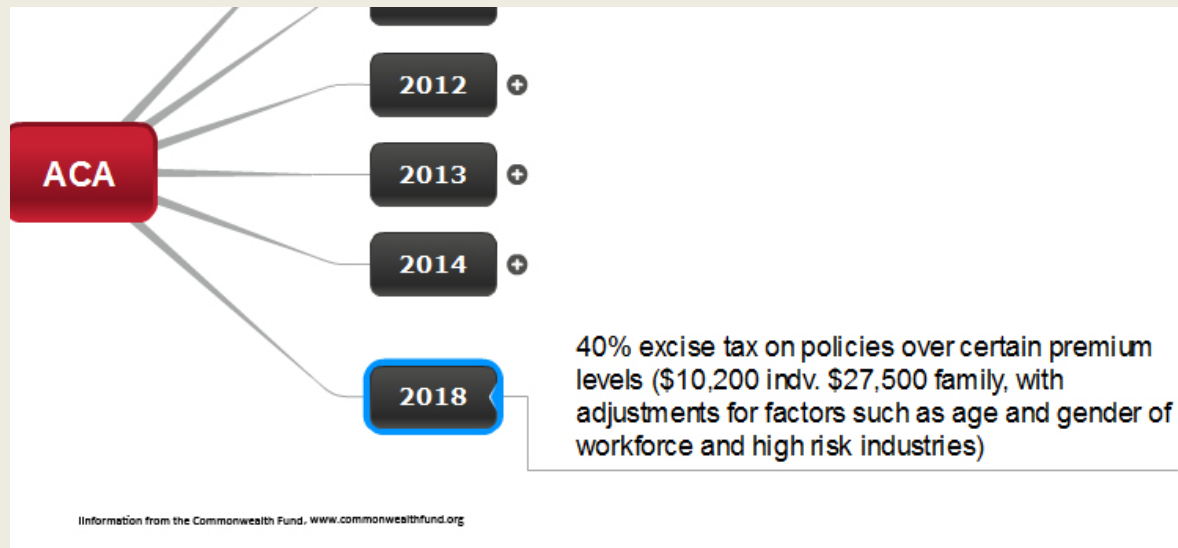 2012
ACA
2013
2014
2018
40% excise tax on policies over certain premium
levels ($10,200 indv. $27,500 family, with
adjustments for factors such as age and gender of
workforce and high risk industries)
IInformation from the Commonwealth Fund, www.commonwealthfund.org